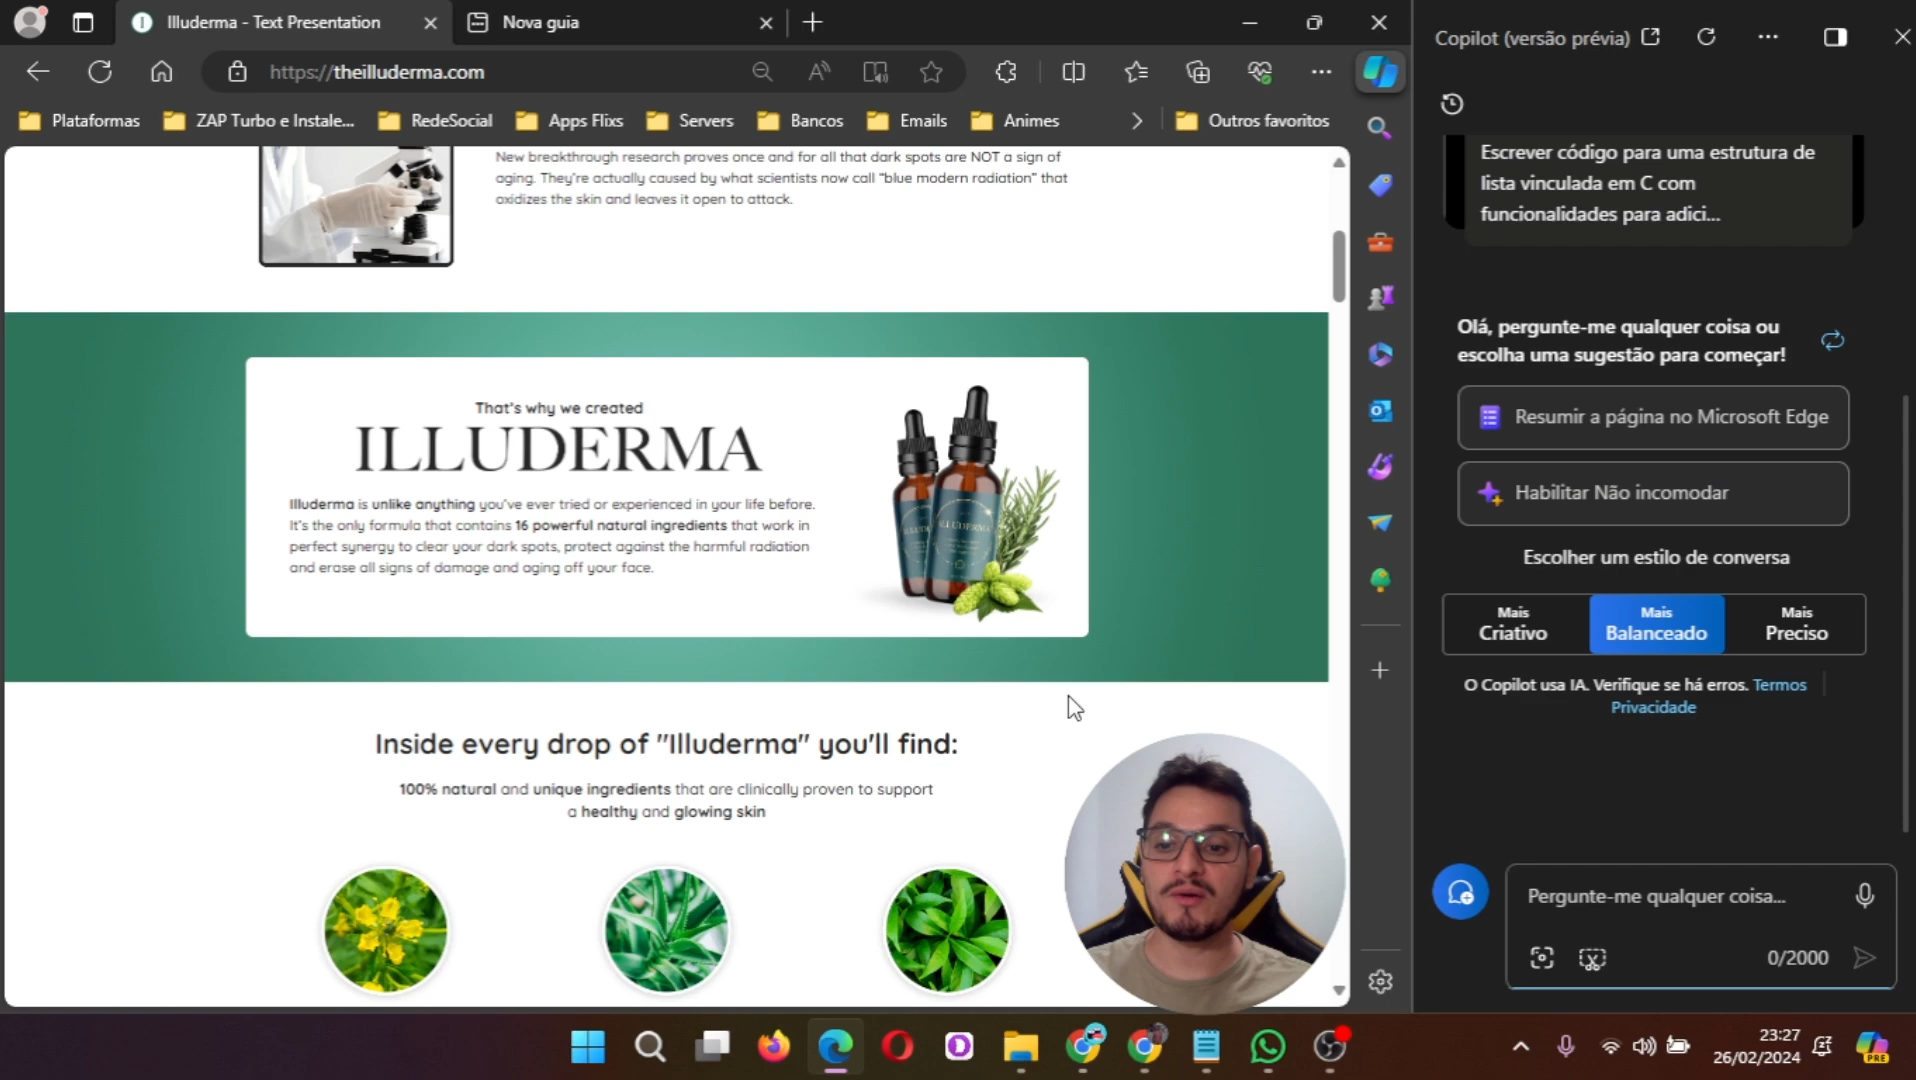 Illuderma - Text Presentation
Nova guia
Copilot (versão prévia)
https://theilluderma.com
Plataformas
ZAP Turbo e Instale...
RedeSocial
Apps Flixs
Servers
Bancos
Emails
Animes
Outros favoritos
New breakthrough research proves once and for all that dark spots are NOT a sign of
aging. They're actually caused by what scientists now call "blue modern radiation" that
oxidizes the skin and leaves it open to attack.
That's why we created
ILLUDERMA
Illuderma is unlike anything you've ever tried or experienced in your life before.
It's the only formula that contains 16 powerful natural ingredients that work in
perfect synergy to clear your dark spots, protect against the harmful radiation
and erase all signs of damage and aging off your face.
ILLUDERMA
Inside every drop of "Illuderma" you'll find:
100% natural and unique ingredients that are clinically proven to support
a healthy and glowing skin
Escrever código para uma estrutura de
lista vinculada em C com
funcionalidades para adici...
Olá, pergunte-me qualquer coisa ou
escolha uma sugestão para começar!
Resumir a página no Microsoft Edge
Habilitar Não incomodar
Escolher um estilo de conversa
Mais
Criativo
Mais
Balanceado
Mais
Preciso
O Copilot usa IA. Verifique se há erros. Termos
Privacidade
Pergunte-me qualquer coisa...
0/2000
23:27
26/02/2024
PRE